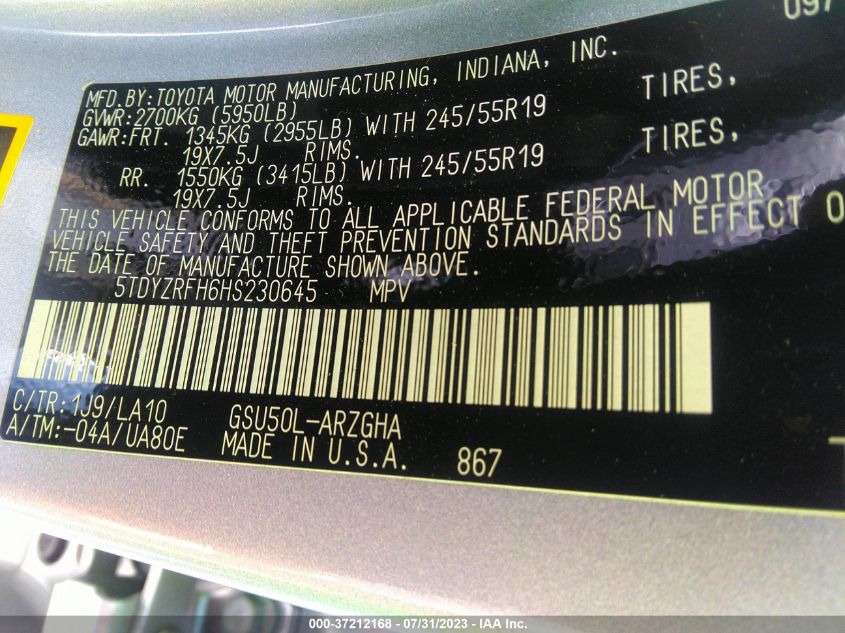 097
MFD.BY:TOYOTA MOTOR MANUFACTURING, INDIANA, INC.
GVWR:2700KG (5950LB)
GAWR:FRT. 1345KG (2955LB) WITH 245/55R19 TIRES,
19X7.5J RIMS.
RR. 1550KG (3415LB) WITH 245/55R19 TIRES,
19X7.5J RIMS.
THIS VEHICLE CONFORMS TO ALL APPLICABLE FEDERAL MOTOR
VEHICLE SAFETY AND THEFT PREVENTION STANDARDS IN EFFECT O
THE DATE OF MANUFACTURE SHOWN ABOVE.
5TDYZRFH6HS230645 MPV
C/TR:1J9/LA10 GSU50L-ARZGHA
A/TM:-04A/UA80E MADE IN U.S.A. 867
000-37212168 - 07/31/2023 - IAA Inc.